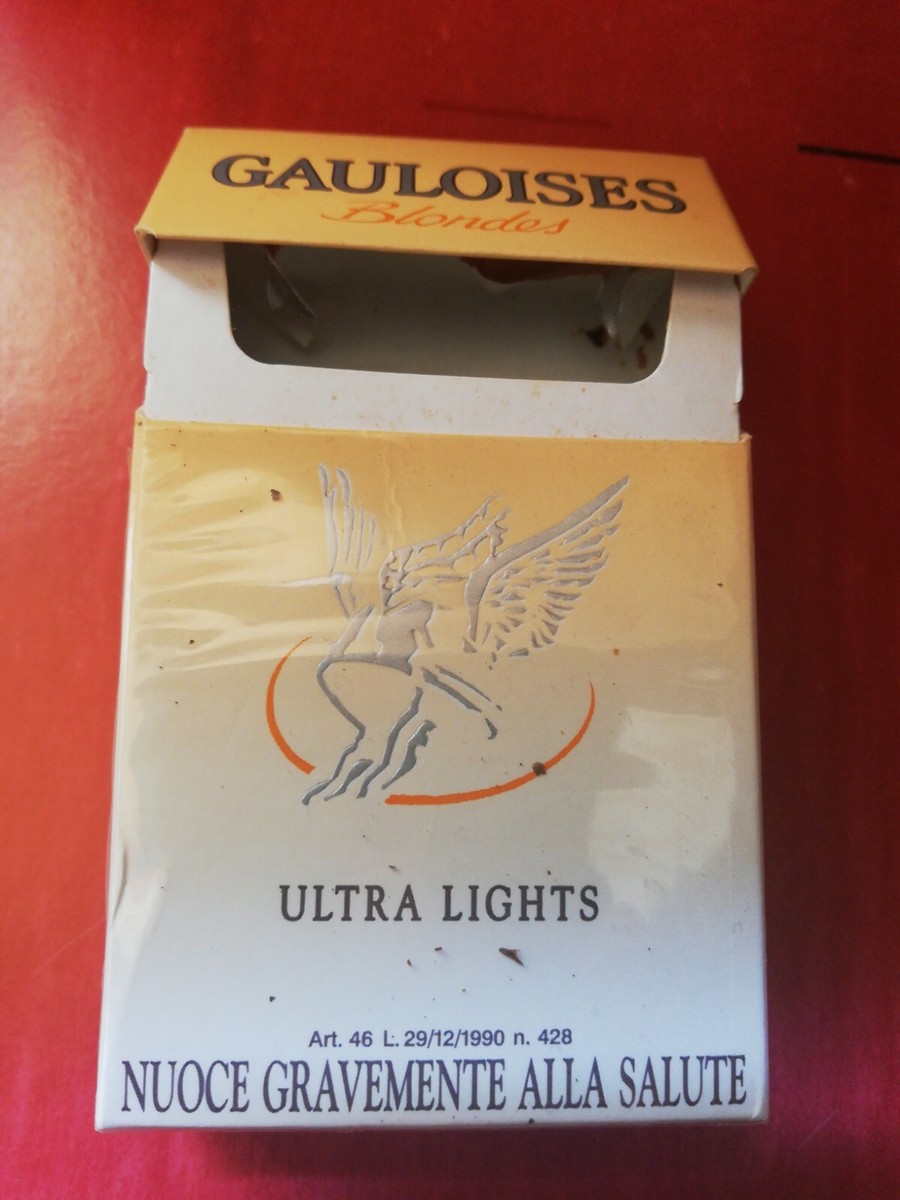 GAULOISES
Blondes
ULTRA LIGHTS
Art. 46 L. 29/12/1990 n. 428
NUOCE GRAVEMENTE ALLA SALUTE